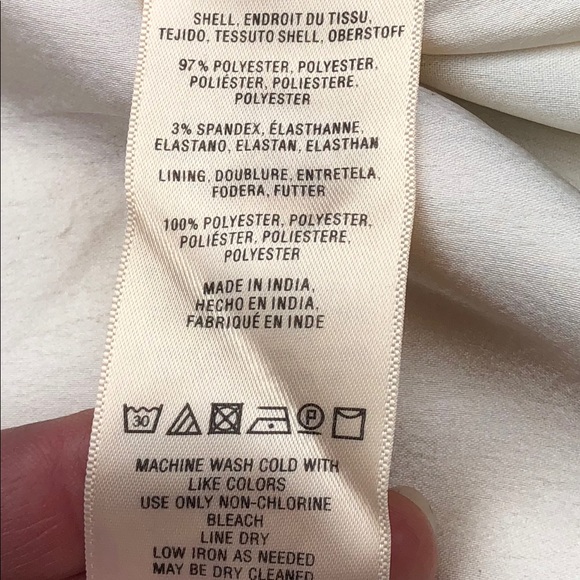 SHELL, ENDROIT DU TISSU,
TEJIDO, TESSUTO SHELL, OBERSTOFF
97% POLYESTER, POLYESTER,
POLIÉSTER, POLIESTERE,
POLYESTER
3% SPANDEX, ÉLASTHANNE,
ELASTANO, ELASTAN, ELASTHAN
LINING, DOUBLURE, ENTRETELA,
FODERA, FUTTER
100% POLYESTER, POLYESTER,
POLIÉSTER, POLIESTERE,
POLYESTER
MADE IN INDIA,
HECHO EN INDIA,
FABRIQUÉ EN INDE
30 P
MACHINE WASH COLD WITH
LIKE COLORS
USE ONLY NON-CHLORINE
BLEACH
LINE DRY
LOW IRON AS NEEDED
MAY BE DRY CLEANED